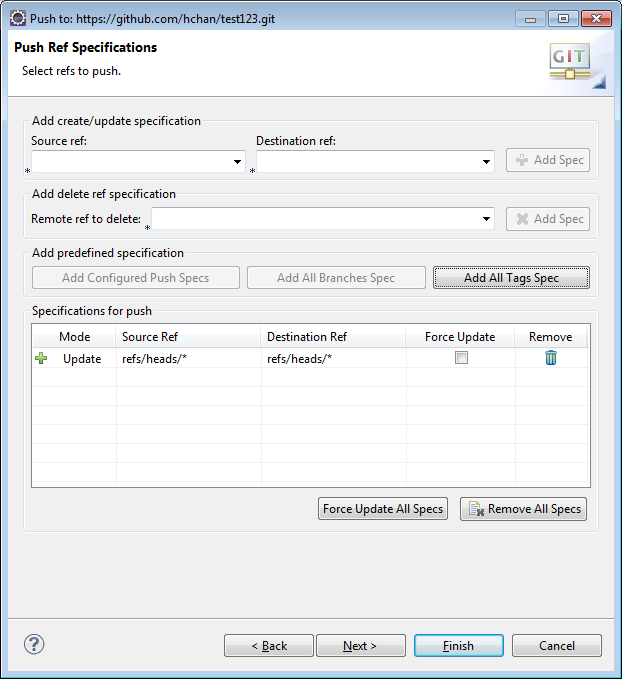 Push to: https://github.com/hchan/test123.git
Push Ref Specifications
Select refs to push.
GIT
Add create/update specification
Source ref: Destination ref:
* * Add Spec
Add delete ref specification
Remote ref to delete: * Add Spec
Add predefined specification
Add Configured Push Specs Add All Branches Spec Add All Tags Spec
Specifications for push
Mode Source Ref Destination Ref Force Update Remove
Update refs/heads/* refs/heads/*
Force Update All Specs Remove All Specs
? < Back Next > Finish Cancel